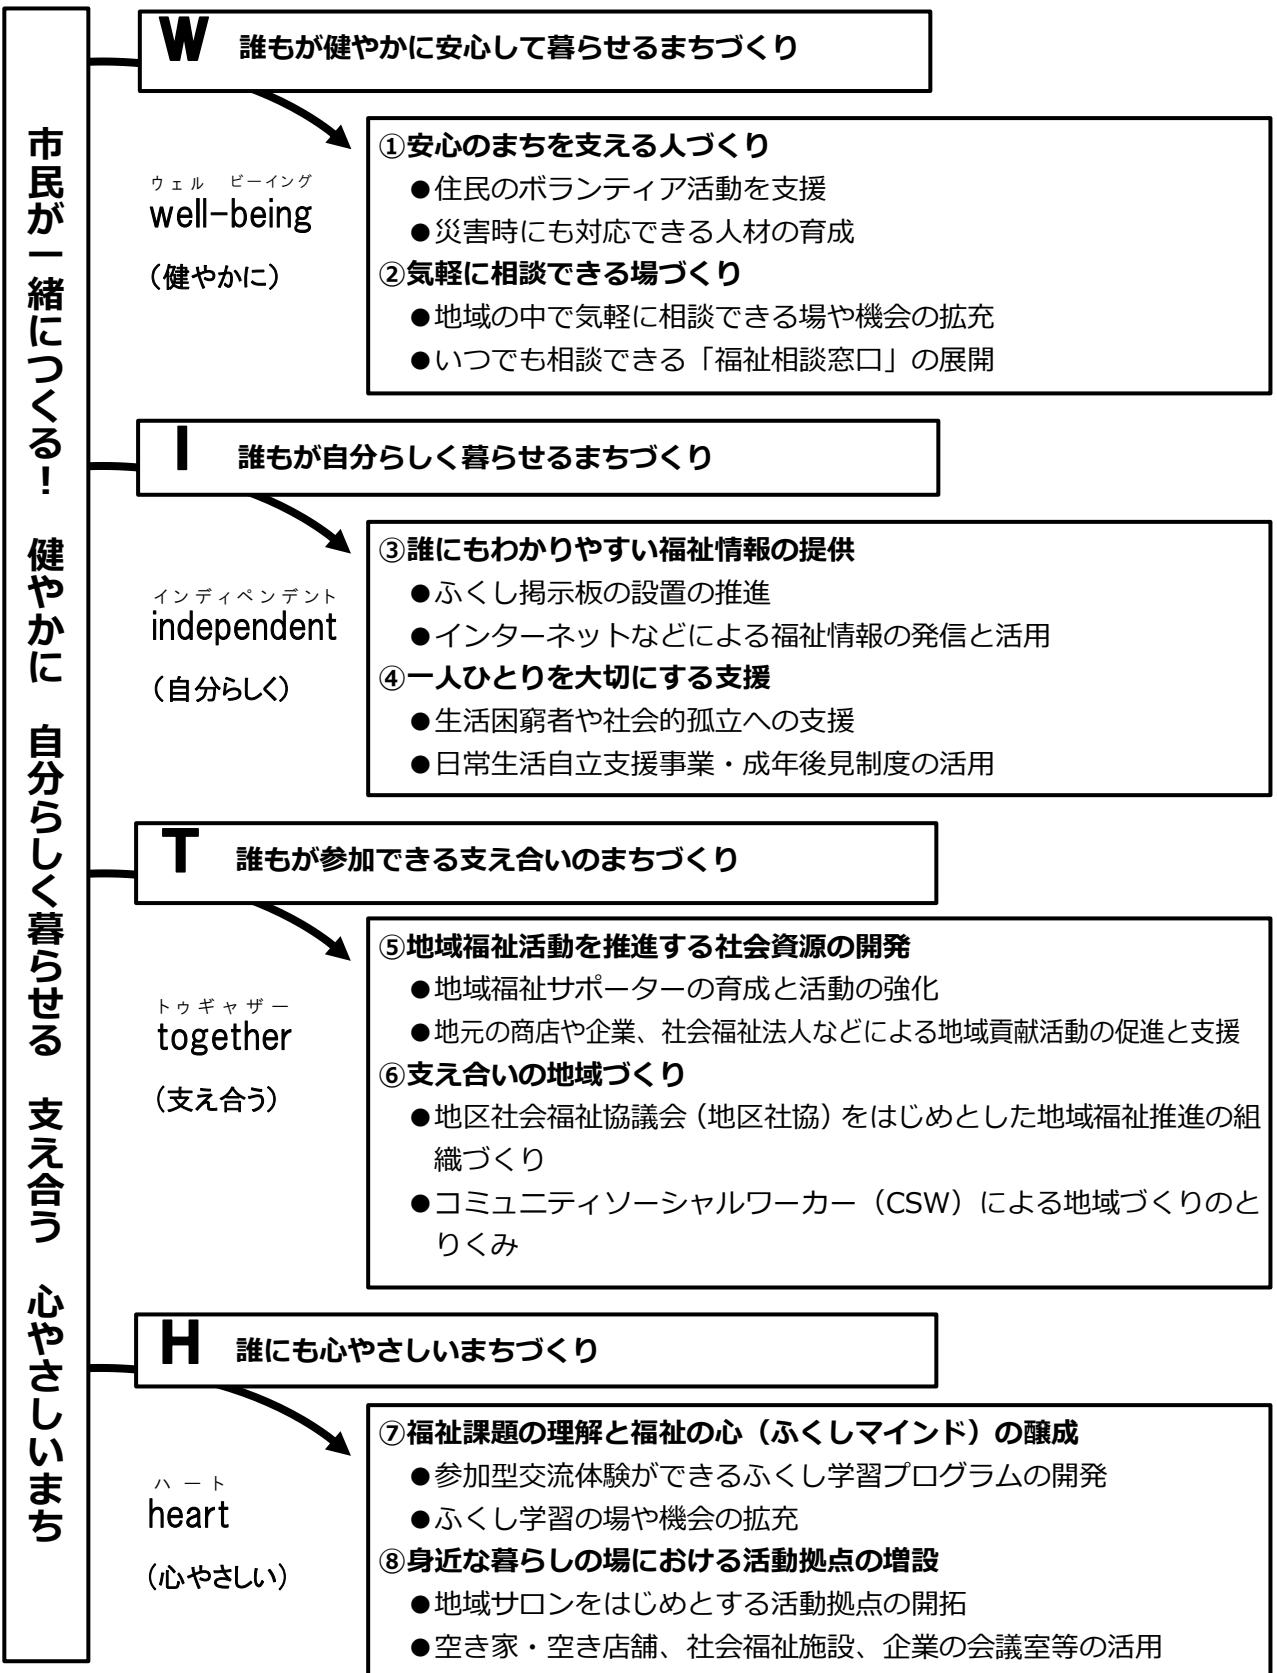 市民が一緒につくる！　健やかに　自分らしく暮らせる　支え合う　心やさしいまち
W 誰もが健やかに安心して暮らせるまちづくり
ウェル ビーイング
well-being
（健やかに）
①安心のまちを支える人づくり
●住民のボランティア活動を支援
●災害時にも対応できる人材の育成
②気軽に相談できる場づくり
●地域の中で気軽に相談できる場や機会の拡充
●いつでも相談できる「福祉相談窓口」の展開
I 誰もが自分らしく暮らせるまちづくり
インディペンデント
independent
（自分らしく）
③誰にもわかりやすい福祉情報の提供
●ふくし掲示板の設置の推進
●インターネットなどによる福祉情報の発信と活用
④一人ひとりを大切にする支援
●生活困窮者や社会的孤立への支援
●日常生活自立支援事業・成年後見制度の活用
T 誰もが参加できる支え合いのまちづくり
トゥギャザー
together
（支え合う）
⑤地域福祉活動を推進する社会資源の開発
●地域福祉サポーターの育成と活動の強化
●地元の商店や企業、社会福祉法人などによる地域貢献活動の促進と支援
⑥支え合いの地域づくり
●地区社会福祉協議会（地区社協）をはじめとした地域福祉推進の組
織づくり
●コミュニティソーシャルワーカー（CSW）による地域づくりのと
りくみ
H 誰にも心やさしいまちづくり
ハート
heart
（心やさしい）
⑦福祉課題の理解と福祉の心（ふくしマインド）の醸成
●参加型交流体験ができるふくし学習プログラムの開発
●ふくし学習の場や機会の拡充
⑧身近な暮らしの場における活動拠点の増設
●地域サロンをはじめとする活動拠点の開拓
●空き家・空き店舗、社会福祉施設、企業の会議室等の活用